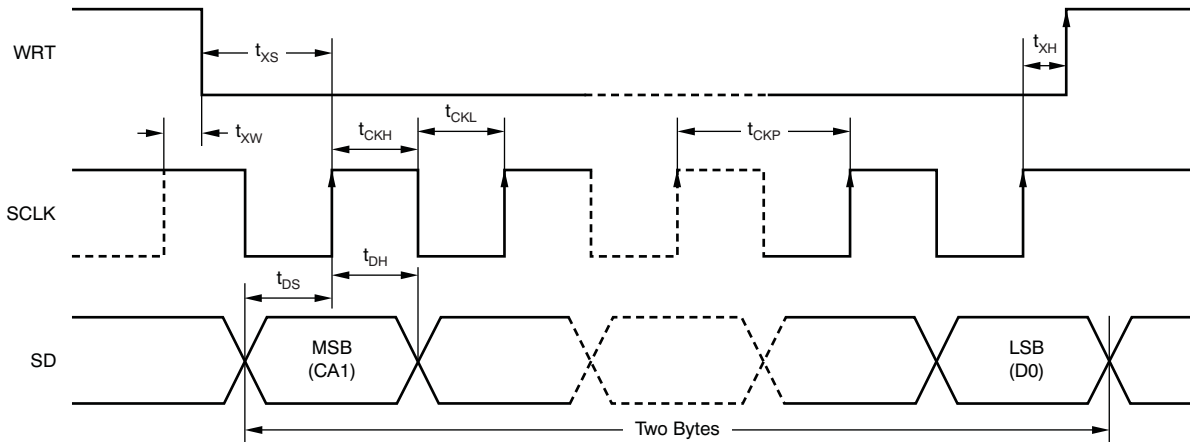 WRT
t_XS
t_XH
t_XW
t_CKH
t_CKL
t_CKP
SCLK
t_DS
t_DH
SD
MSB
(CA1)
LSB
(D0)
Two Bytes